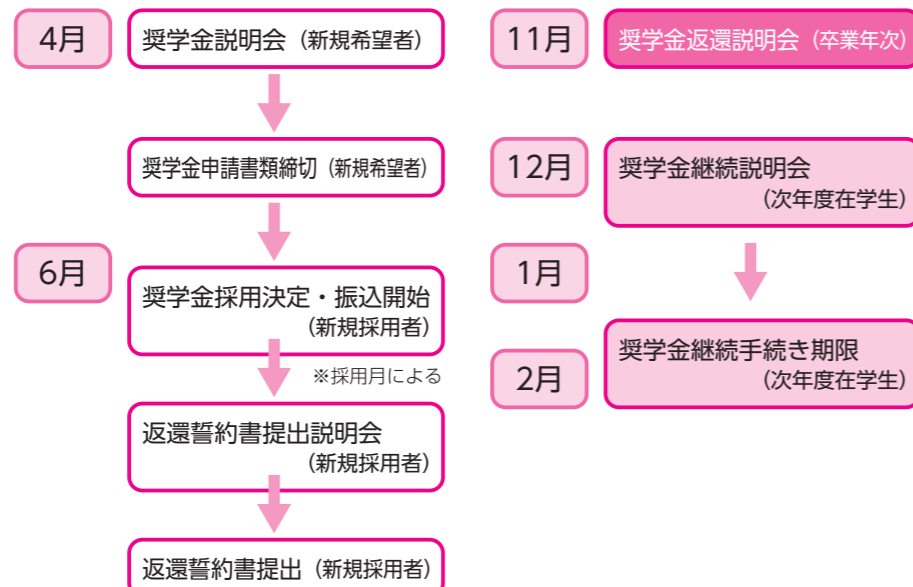 4月
奨学金説明会（新規希望者）
奨学金申請書類締切（新規希望者）
6月
奨学金採用決定・振込開始
（新規採用者）
※採用月による
返還誓約書提出説明会
（新規採用者）
返還誓約書提出（新規採用者）
11月
奨学金返還説明会（卒業年次）
12月
奨学金継続説明会
（次年度在学生）
1月
2月
奨学金継続手続き期限
（次年度在学生）